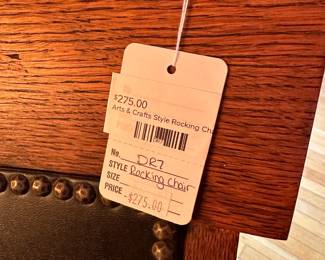 $275.00
Arts & Crafts Style Rocking Ch
No. DR7
STYLE Rocking Chair
SIZE
PRICE -$275.00